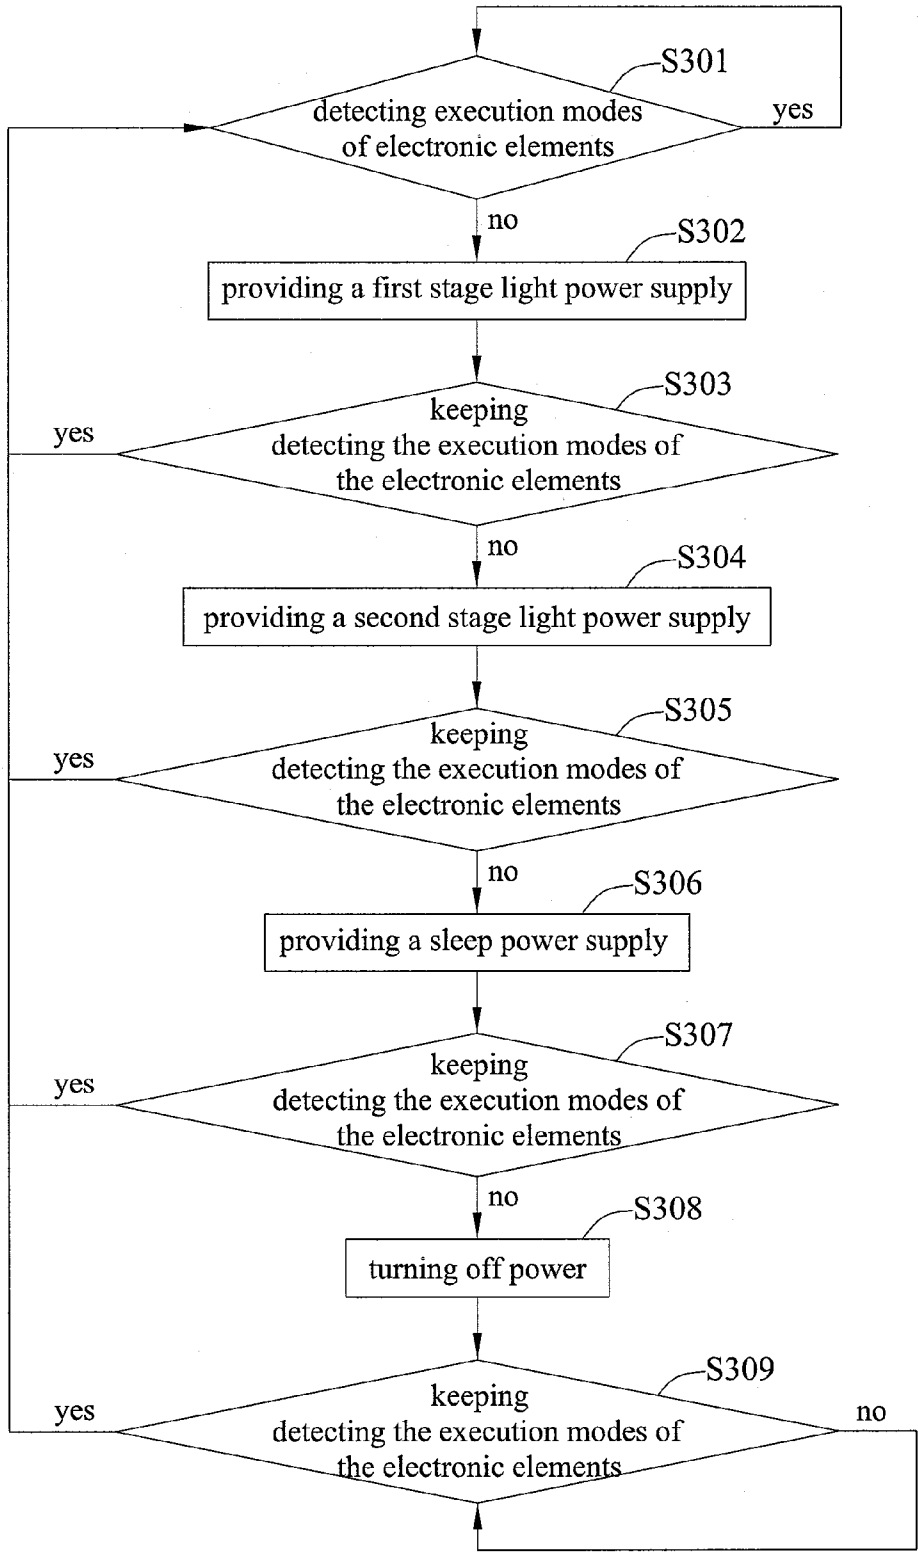 S301
detecting execution modes
of electronic elements
yes
no
S302
providing a first stage light power supply
S303
keeping
detecting the execution modes of
the electronic elements
yes
no
S304
providing a second stage light power supply
S305
keeping
detecting the execution modes of
the electronic elements
yes
no
S306
providing a sleep power supply
S307
keeping
detecting the execution modes of
the electronic elements
yes
no
S308
turning off power
S309
keeping
detecting the execution modes of
the electronic elements
yes
no